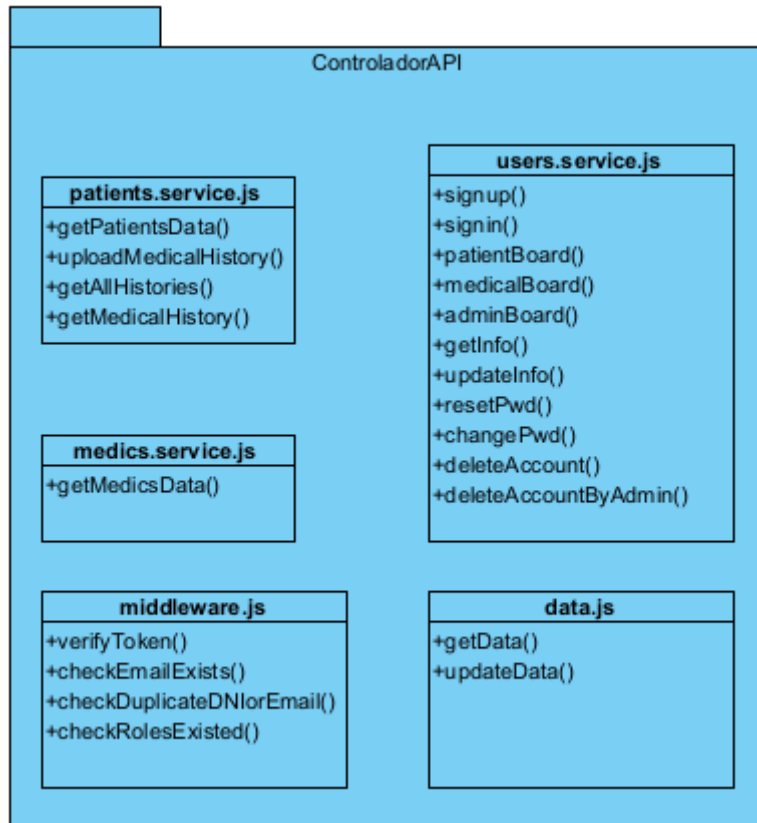 ControladorAPI
patients.service.js
+getPatientsData()
+uploadMedicalHistory()
+getAllHistories()
+getMedicalHistory()
users.service.js
+signup()
+signin()
+patientBoard()
+medicalBoard()
+adminBoard()
+getInfo()
+updateInfo()
+resetPwd()
+changePwd()
+deleteAccount()
+deleteAccountByAdmin()
medics.service.js
+getMedicsData()
middleware.js
+verifyToken()
+checkEmailExists()
+checkDuplicateDNIorEmail()
+checkRolesExisted()
data.js
+getData()
+updateData()